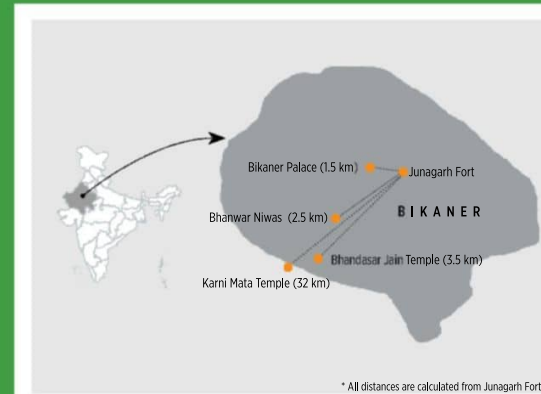 Bikaner Palace (1.5 km)
Junagarh Fort
BIKANER
Bhanwar Niwas (2.5 km)
Bhandasar Jain Temple (3.5 km)
Karni Mata Temple (32 km)
* All distances are calculated from Junagarh Fort